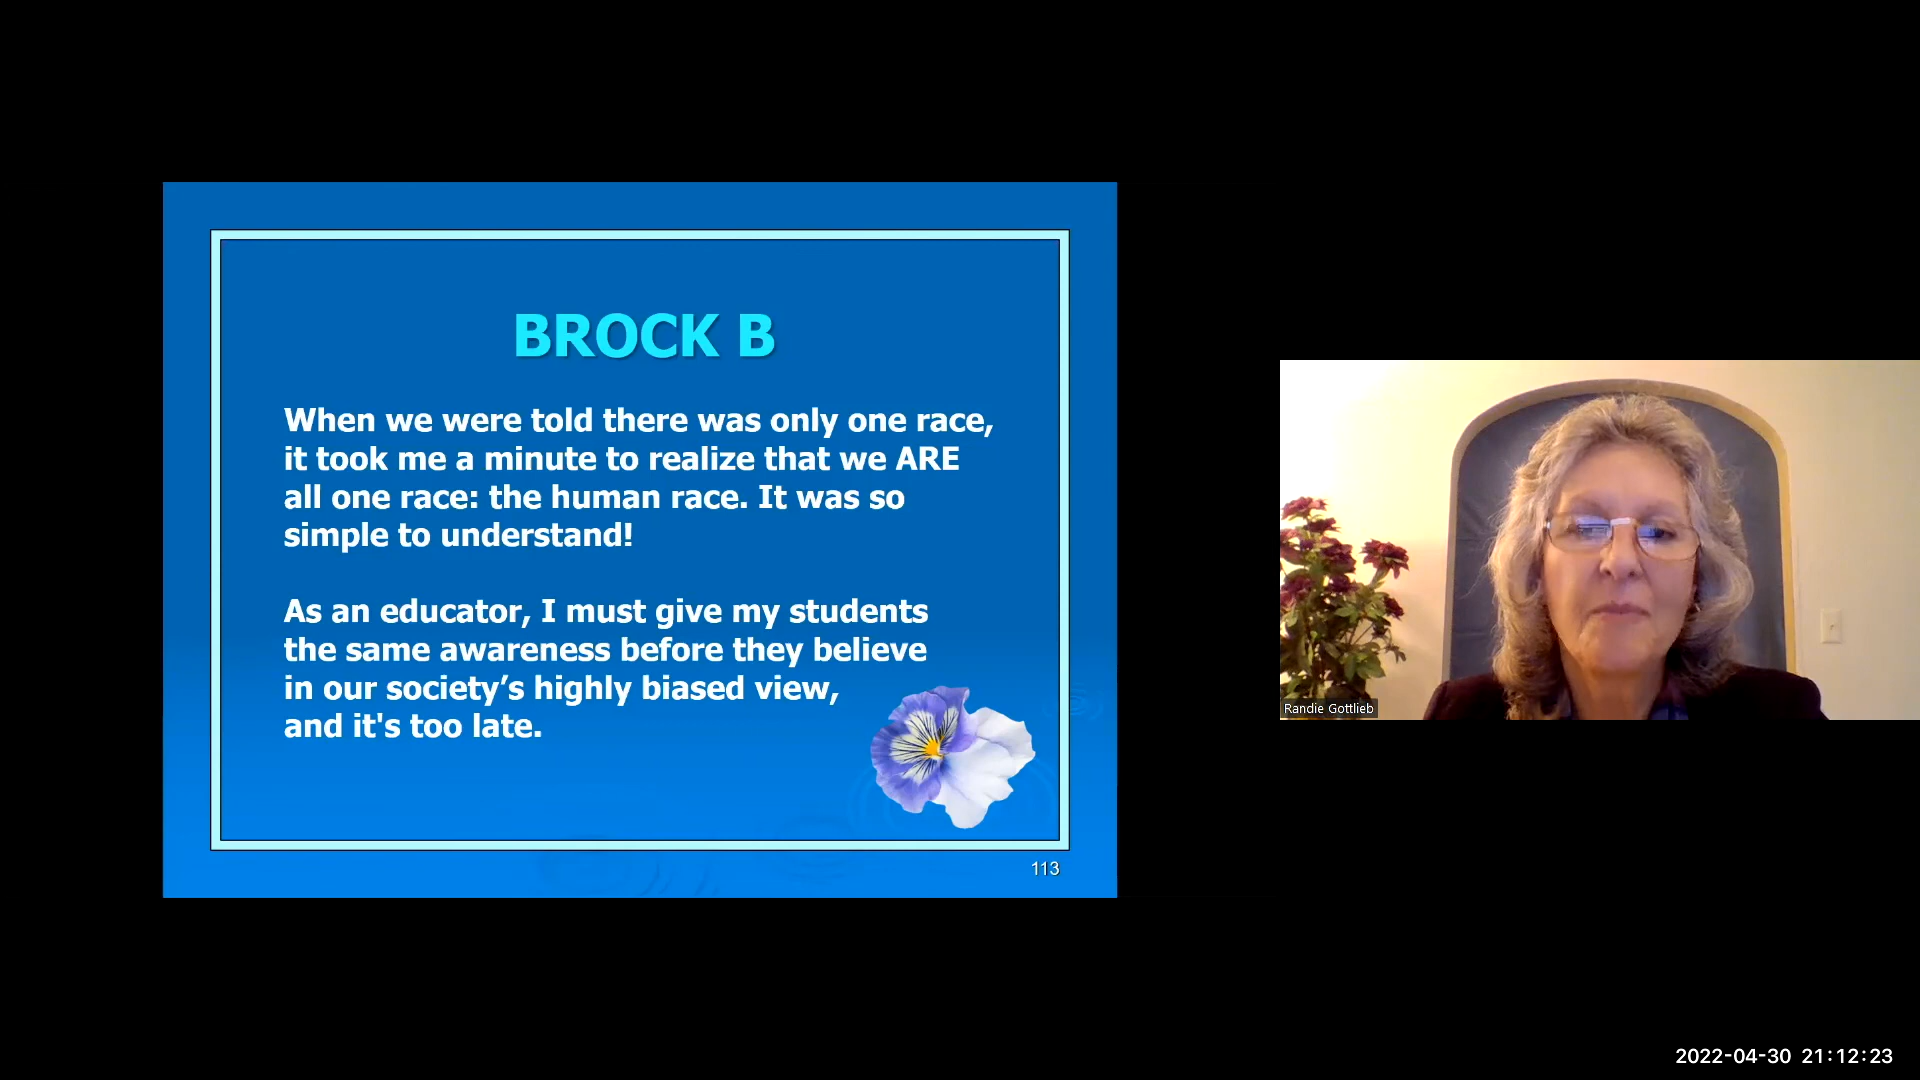 BROCK B
When we were told there was only one race,
it took me a minute to realize that we ARE
all one race: the human race. It was so
simple to understand!
As an educator, I must give my students
the same awareness before they believe
in our society’s highly biased view,
and it's too late.
113
Randie Gottlieb
2022-04-30 21:12:23